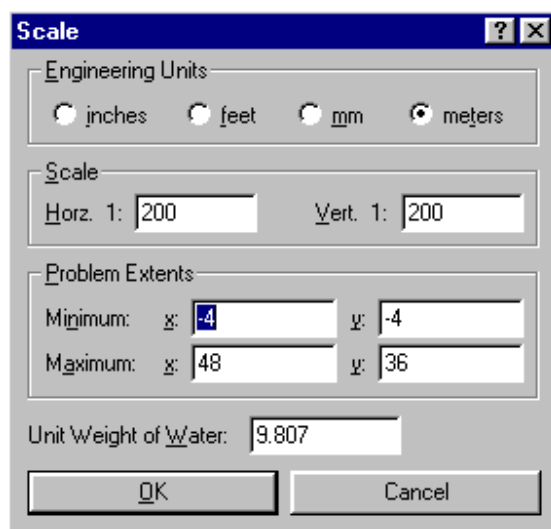 Scale
Engineering Units
inches feet mm meters
Scale
Horz. 1: 200 Vert. 1: 200
Problem Extents
Minimum: x: -4 y: -4
Maximum: x: 48 y: 36
Unit Weight of Water: 9.807
OK Cancel